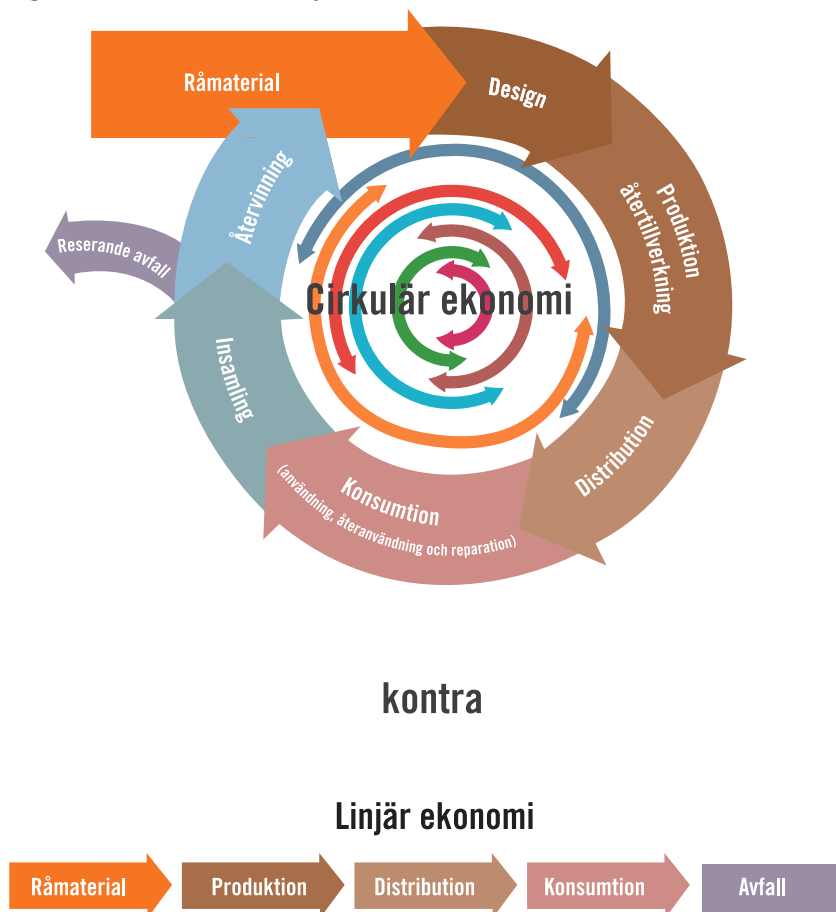 Råmaterial
Design
Produktion
återtillverkning
Distribution
Konsumtion
(användning, återanvändning och reparation)
Insamling
Återvinning
Reserande avfall
Cirkulär ekonomi
kontra
Linjär ekonomi
Råmaterial
Produktion
Distribution
Konsumtion
Avfall